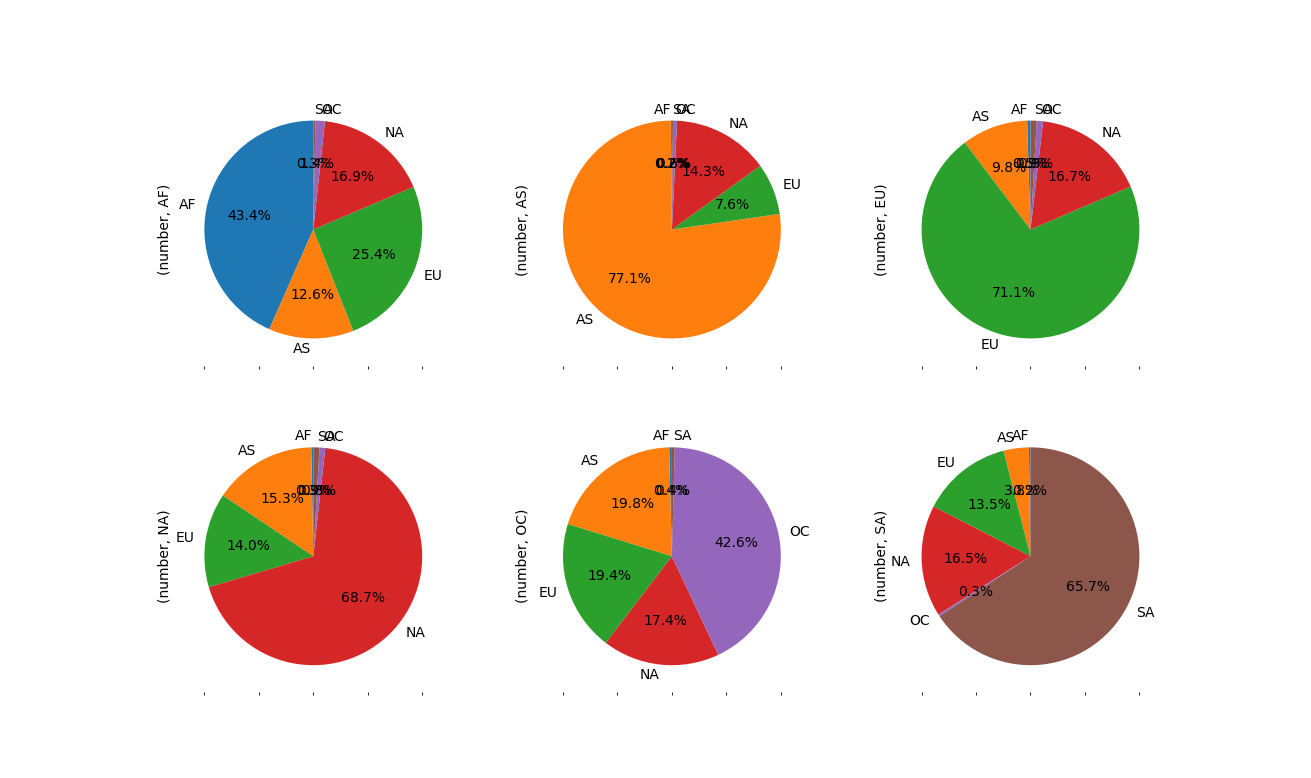 (number, AF)
SA
OC
NA
1.4%
16.9%
AF
43.4%
25.4%
EU
12.6%
AS
(number, AS)
AF
SA
OC
NA
14.3%
EU
7.6%
77.1%
AS
(number, EU)
AS
AF
SA
OC
NA
9.8%
16.7%
71.1%
EU
(number, NA)
AS
AF
SA
OC
15.3%
EU
14.0%
68.7%
NA
(number, OC)
AF
SA
AS
19.8%
OC
42.6%
19.4%
EU
17.4%
NA
(number, SA)
AS
AF
EU
13.5%
NA
16.5%
0.3%
65.7%
OC
SA